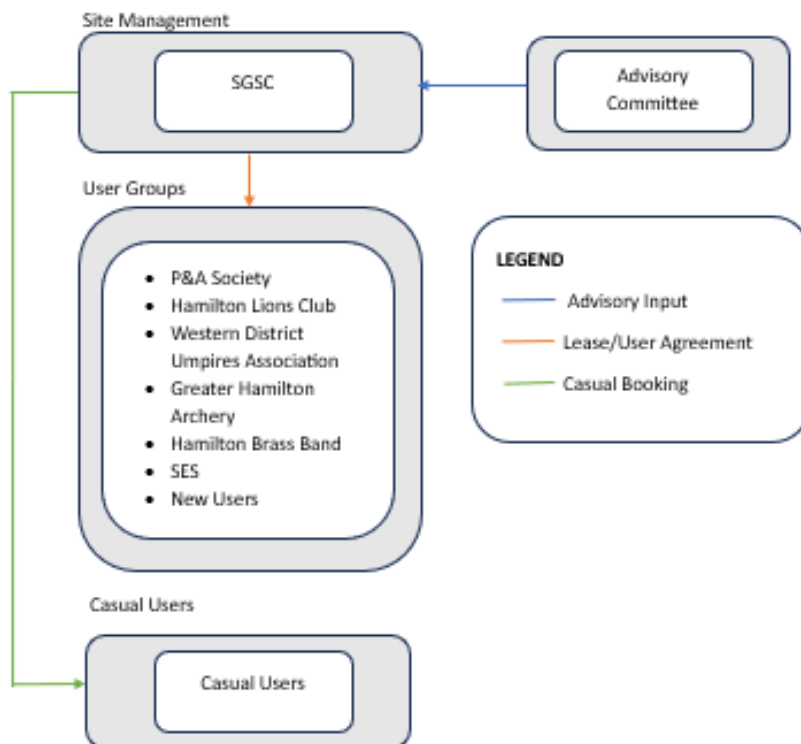 Site Management
SGSC
Advisory
Committee
User Groups
• P&A Society
• Hamilton Lions Club
• Western District
Umpires Association
• Greater Hamilton
Archery
• Hamilton Brass Band
• SES
• New Users
LEGEND
Advisory Input
Lease/User Agreement
Casual Booking
Casual Users
Casual Users